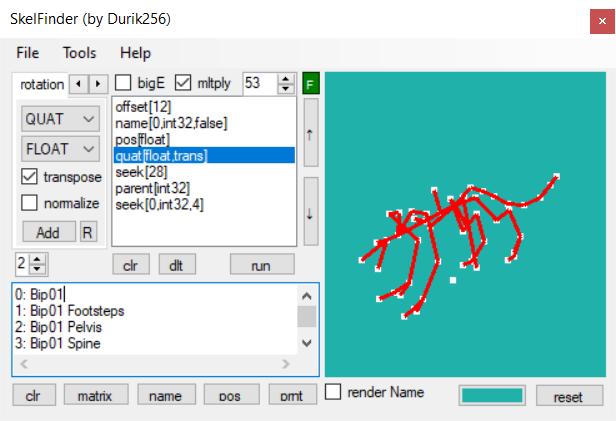 SkelFinder (by Durik256)
File Tools Help
rotation bigE mltply 53 F
QUAT
FLOAT
transpose
normalize
Add R
offset[12]
name[0,int32,false]
pos[float]
quat[float,trans]
seek[28]
parent[int32]
seek[0,int32,4]
2 clr dlt run
0: Bip01
1: Bip01 Footsteps
2: Bip01 Pelvis
3: Bip01 Spine
clr matrix name pos prnt
render Name reset